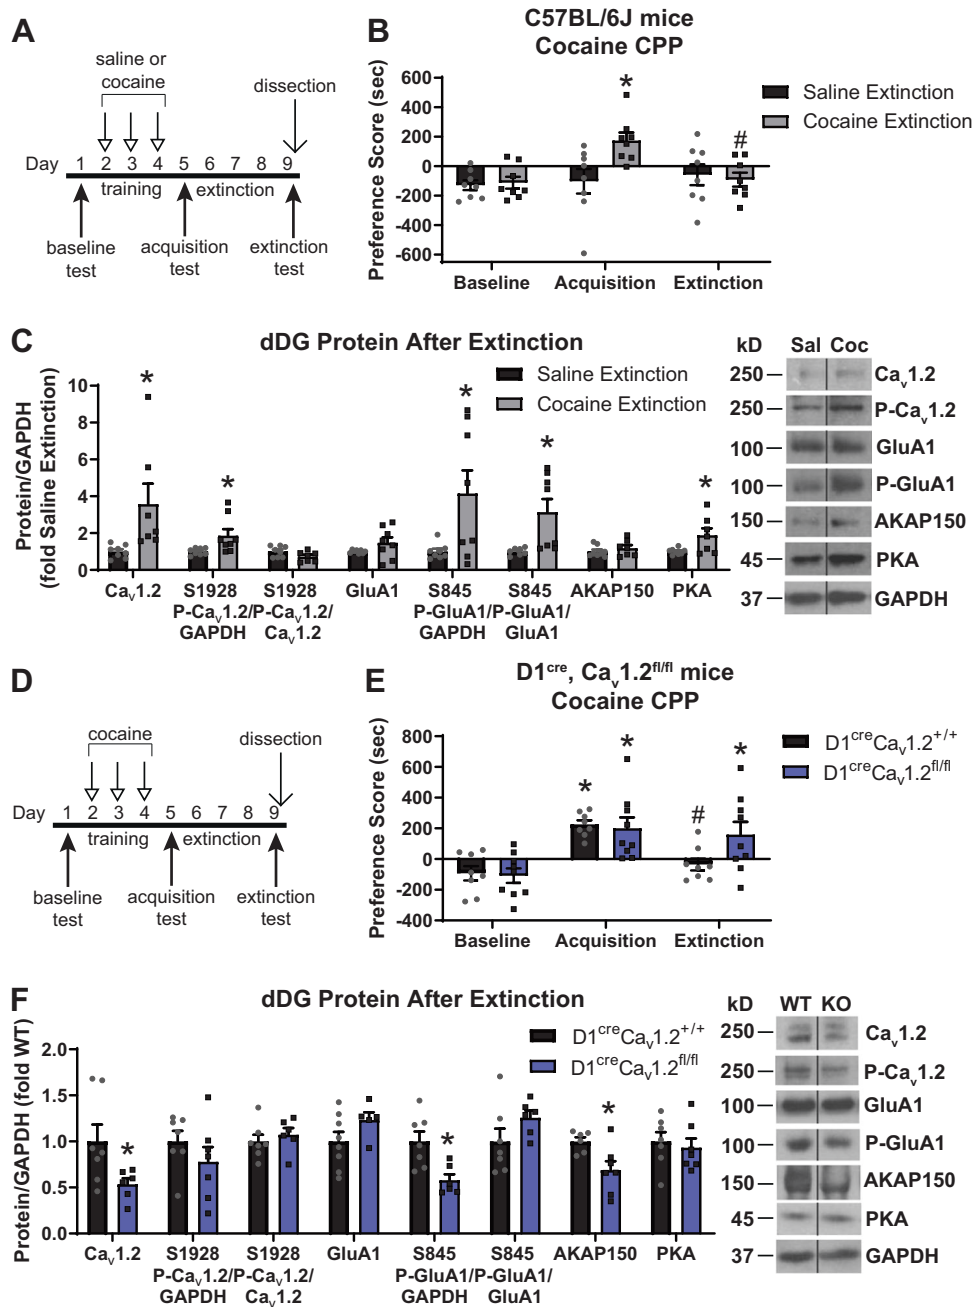 A
saline or
cocaine
dissection
Day 1 2 3 4 5 6 7 8 9
training extinction
baseline
test
acquisition
test
extinction
test
B
C57BL/6J mice
Cocaine CPP
Preference Score (sec)
600
400
200
0
-200
-400
-600
*
#
Saline Extinction
Cocaine Extinction
Baseline Acquisition Extinction
C
dDG Protein After Extinction
Protein/GAPDH
(fold Saline Extinction)
10
8
6
4
2
0
Saline Extinction
Cocaine Extinction
* * * * *
Cav1.2 S1928 S1928 GluA1 S845 S845 AKAP150 PKA
P-Cav1.2/P-Cav1.2/ P-GluA1/P-GluA1/
GAPDH Cav1.2 GAPDH GluA1
kD Sal Coc
250 Cav1.2
250 P-Cav1.2
100 GluA1
100 P-GluA1
150 AKAP150
45 PKA
37 GAPDH
D
cocaine
dissection
Day 1 2 3 4 5 6 7 8 9
training extinction
baseline
test
acquisition
test
extinction
test
E
D1cre, Cav1.2fl/fl mice
Cocaine CPP
Preference Score (sec)
800
600
400
200
0
-200
-400
* * # *
D1creCav1.2+/+
D1creCav1.2fl/fl
Baseline Acquisition Extinction
F
dDG Protein After Extinction
Protein/GAPDH (fold WT)
2.0
1.5
1.0
0.5
0.0
D1creCav1.2+/+
D1creCav1.2fl/fl
* * *
Cav1.2 S1928 S1928 GluA1 S845 S845 AKAP150 PKA
P-Cav1.2/P-Cav1.2/ P-GluA1/P-GluA1/
GAPDH Cav1.2 GAPDH GluA1
kD WT KO
250 Cav1.2
250 P-Cav1.2
100 GluA1
100 P-GluA1
150 AKAP150
45 PKA
37 GAPDH